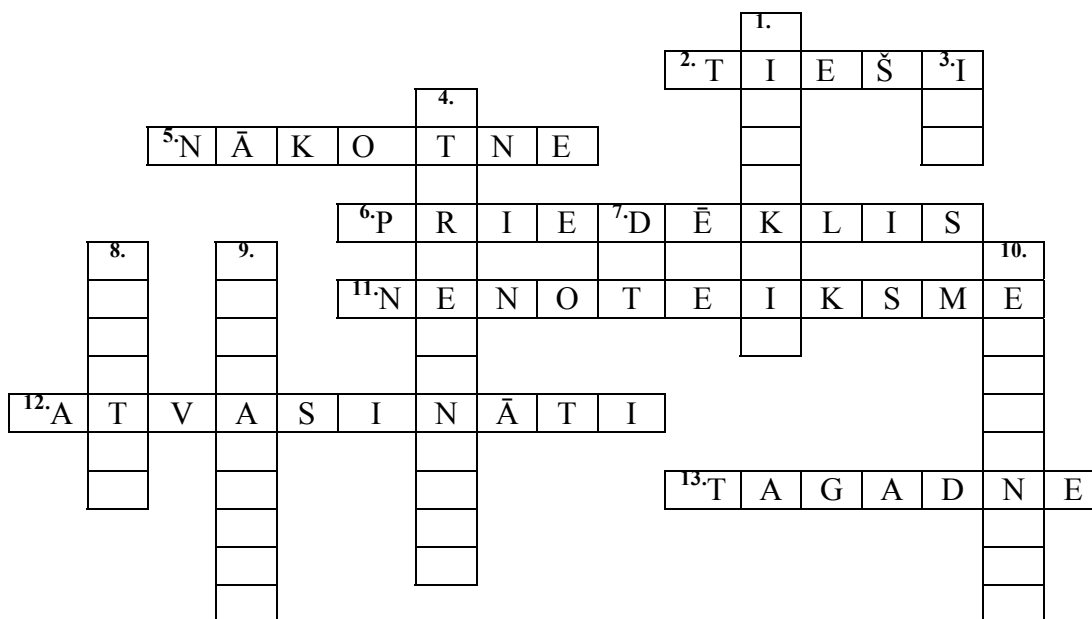 1.
2. T I E Š 3. I
4.
5. N Ā K O T N E
6. P R I E 7. D Ē K L I S
8. 9. 10.
11. N E N O T E I K S M E
12. A T V A S I N Ā T I
13. T A G A D N E